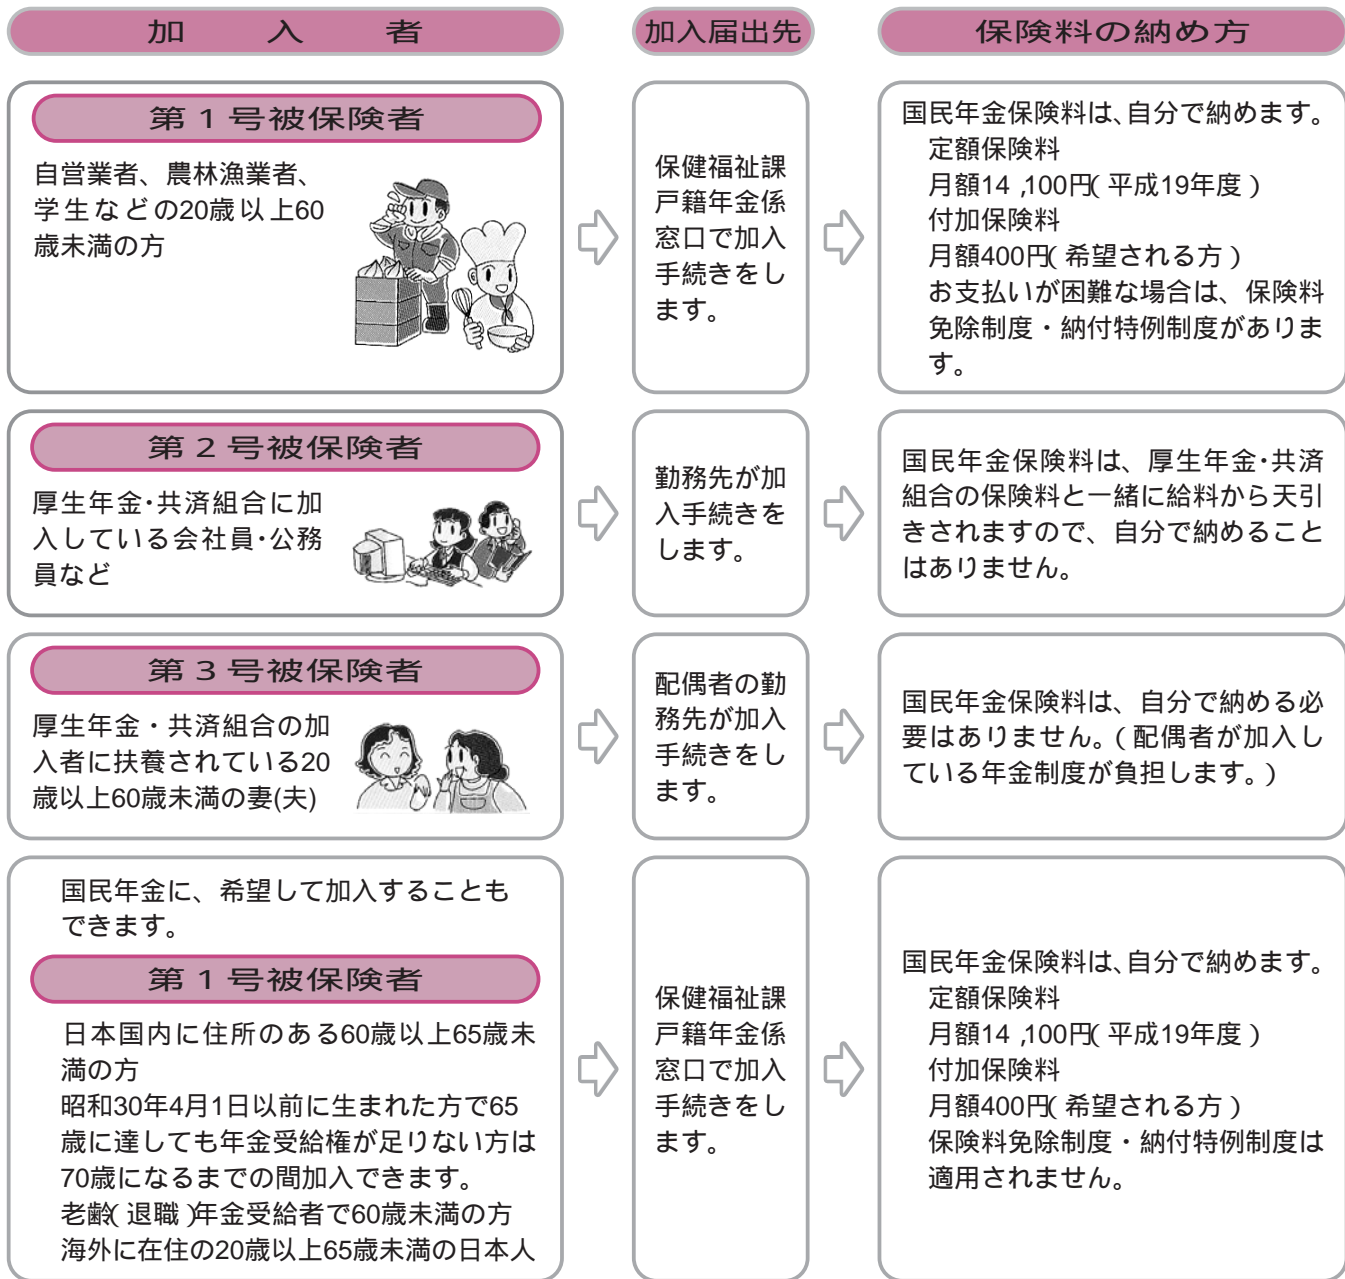 加入者
加入届出先
保険料の納め方
第1号被保険者
自営業者、農林漁業者、
学生などの20歳以上60
歳未満の方
保健福祉課
戸籍年金係
窓口で加入
手続きをし
ます。
国民年金保険料は、自分で納めます。
定額保険料
月額14,100円(平成19年度)
付加保険料
月額400円(希望される方)
お支払いが困難な場合は、保険料
免除制度・納付特例制度がありま
す。
第2号被保険者
厚生年金・共済組合に加
入している会社員・公務
員など
勤務先が加
入手続きを
します。
国民年金保険料は、厚生年金・共済
組合の保険料と一緒に給料から天引
きされますので、自分で納めること
はありません。
第3号被保険者
厚生年金・共済組合の加
入者に扶養されている20
歳以上60歳未満の妻(夫)
配偶者の勤
務先が加入
手続きをし
ます。
国民年金保険料は、自分で納める必
要はありません。(配偶者が加入し
ている年金制度が負担します。)
国民年金に、希望して加入することも
できます。
第1号被保険者
日本国内に住所のある60歳以上65歳未
満の方
昭和30年4月1日以前に生まれた方で65
歳に達しても年金受給権が足りない方は
70歳になるまでの間加入できます。
老齢(退職)年金受給者で60歳未満の方
海外に在住の20歳以上65歳未満の日本人
保健福祉課
戸籍年金係
窓口で加入
手続きをし
ます。
国民年金保険料は、自分で納めます。
定額保険料
月額14,100円(平成19年度)
付加保険料
月額400円(希望される方)
保険料免除制度・納付特例制度は
適用されません。